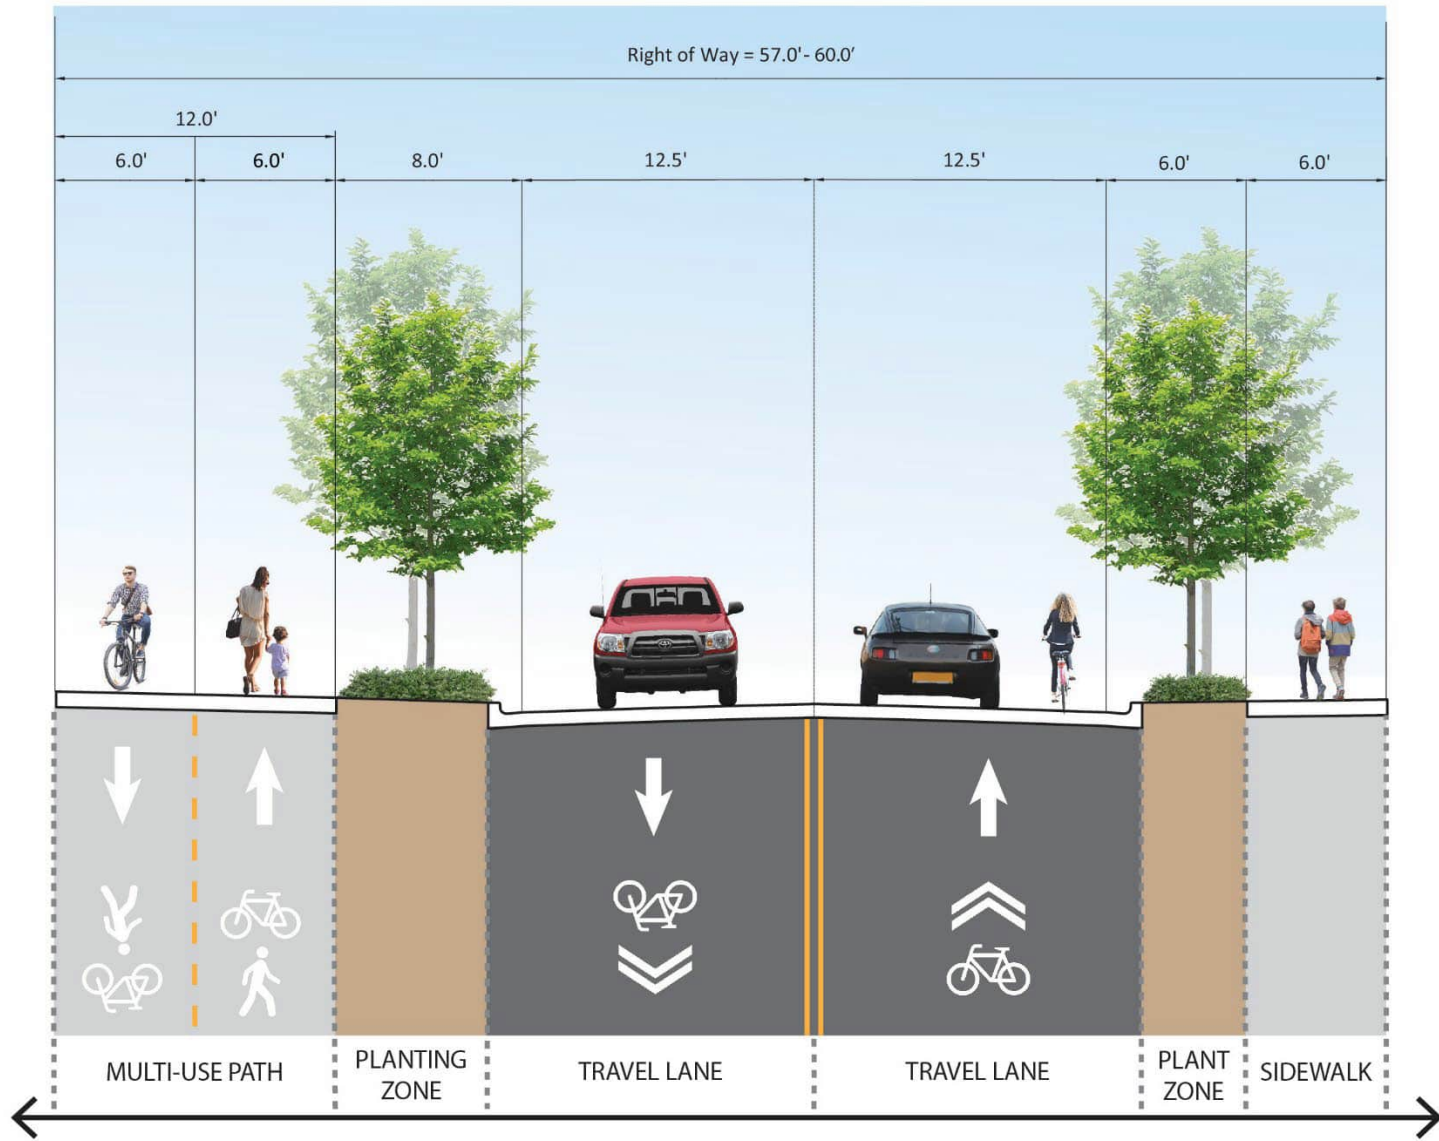 Right of Way = 57.0'- 60.0'
12.0'
6.0'
6.0'
8.0'
12.5'
12.5'
6.0'
6.0'
MULTI-USE PATH
PLANTING
ZONE
TRAVEL LANE
TRAVEL LANE
PLANT
ZONE
SIDEWALK